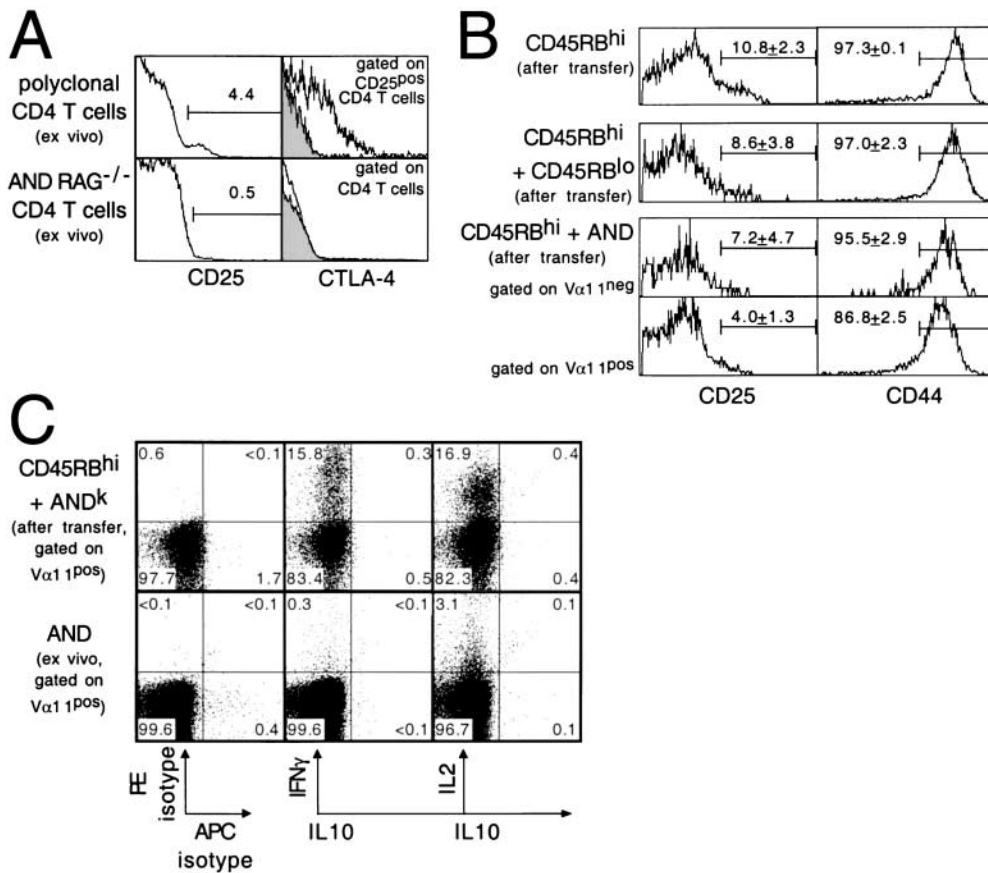 A
polyclonal
CD4 T cells
(ex vivo)
4.4
gated on
CD25pos
CD4 T cells
AND RAG-/-
CD4 T cells
(ex vivo)
0.5
gated on
CD4 T cells
CD25
CTLA-4
B
CD45RBhi
(after transfer)
10.8±2.3
97.3±0.1
CD45RBhi
+ CD45RBlo
(after transfer)
8.6±3.8
97.0±2.3
CD45RBhi + AND
(after transfer)
gated on Vα11neg
7.2±4.7
95.5±2.9
gated on Vα11pos
4.0±1.3
86.8±2.5
CD25
CD44
C
CD45RBhi
+ ANDk
(after transfer,
gated on
Vα11pos)
0.6
<0.1
15.8
0.3
16.9
0.4
97.7
1.7
83.4
0.5
82.3
0.4
AND
(ex vivo,
gated on
Vα11pos)
<0.1
<0.1
0.3
<0.1
3.1
0.1
99.6
0.4
99.6
<0.1
96.7
0.1
PE
isotype
IFNγ
IL2
APC
isotype
IL10
IL10